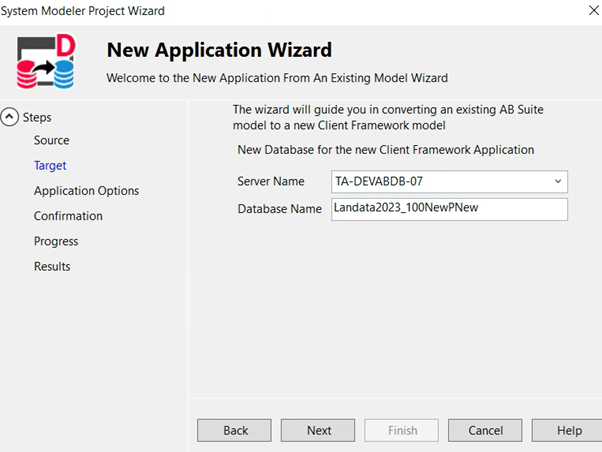 System Modeler Project Wizard
D
New Application Wizard
Welcome to the New Application From An Existing Model Wizard
Steps
Source
Target
Application Options
Confirmation
Progress
Results
The wizard will guide you in converting an existing AB Suite
model to a new Client Framework model
New Database for the new Client Framework Application
Server Name TA-DEVABDB-07
Database Name Landata2023_100NewPNew
Back Next Finish Cancel Help